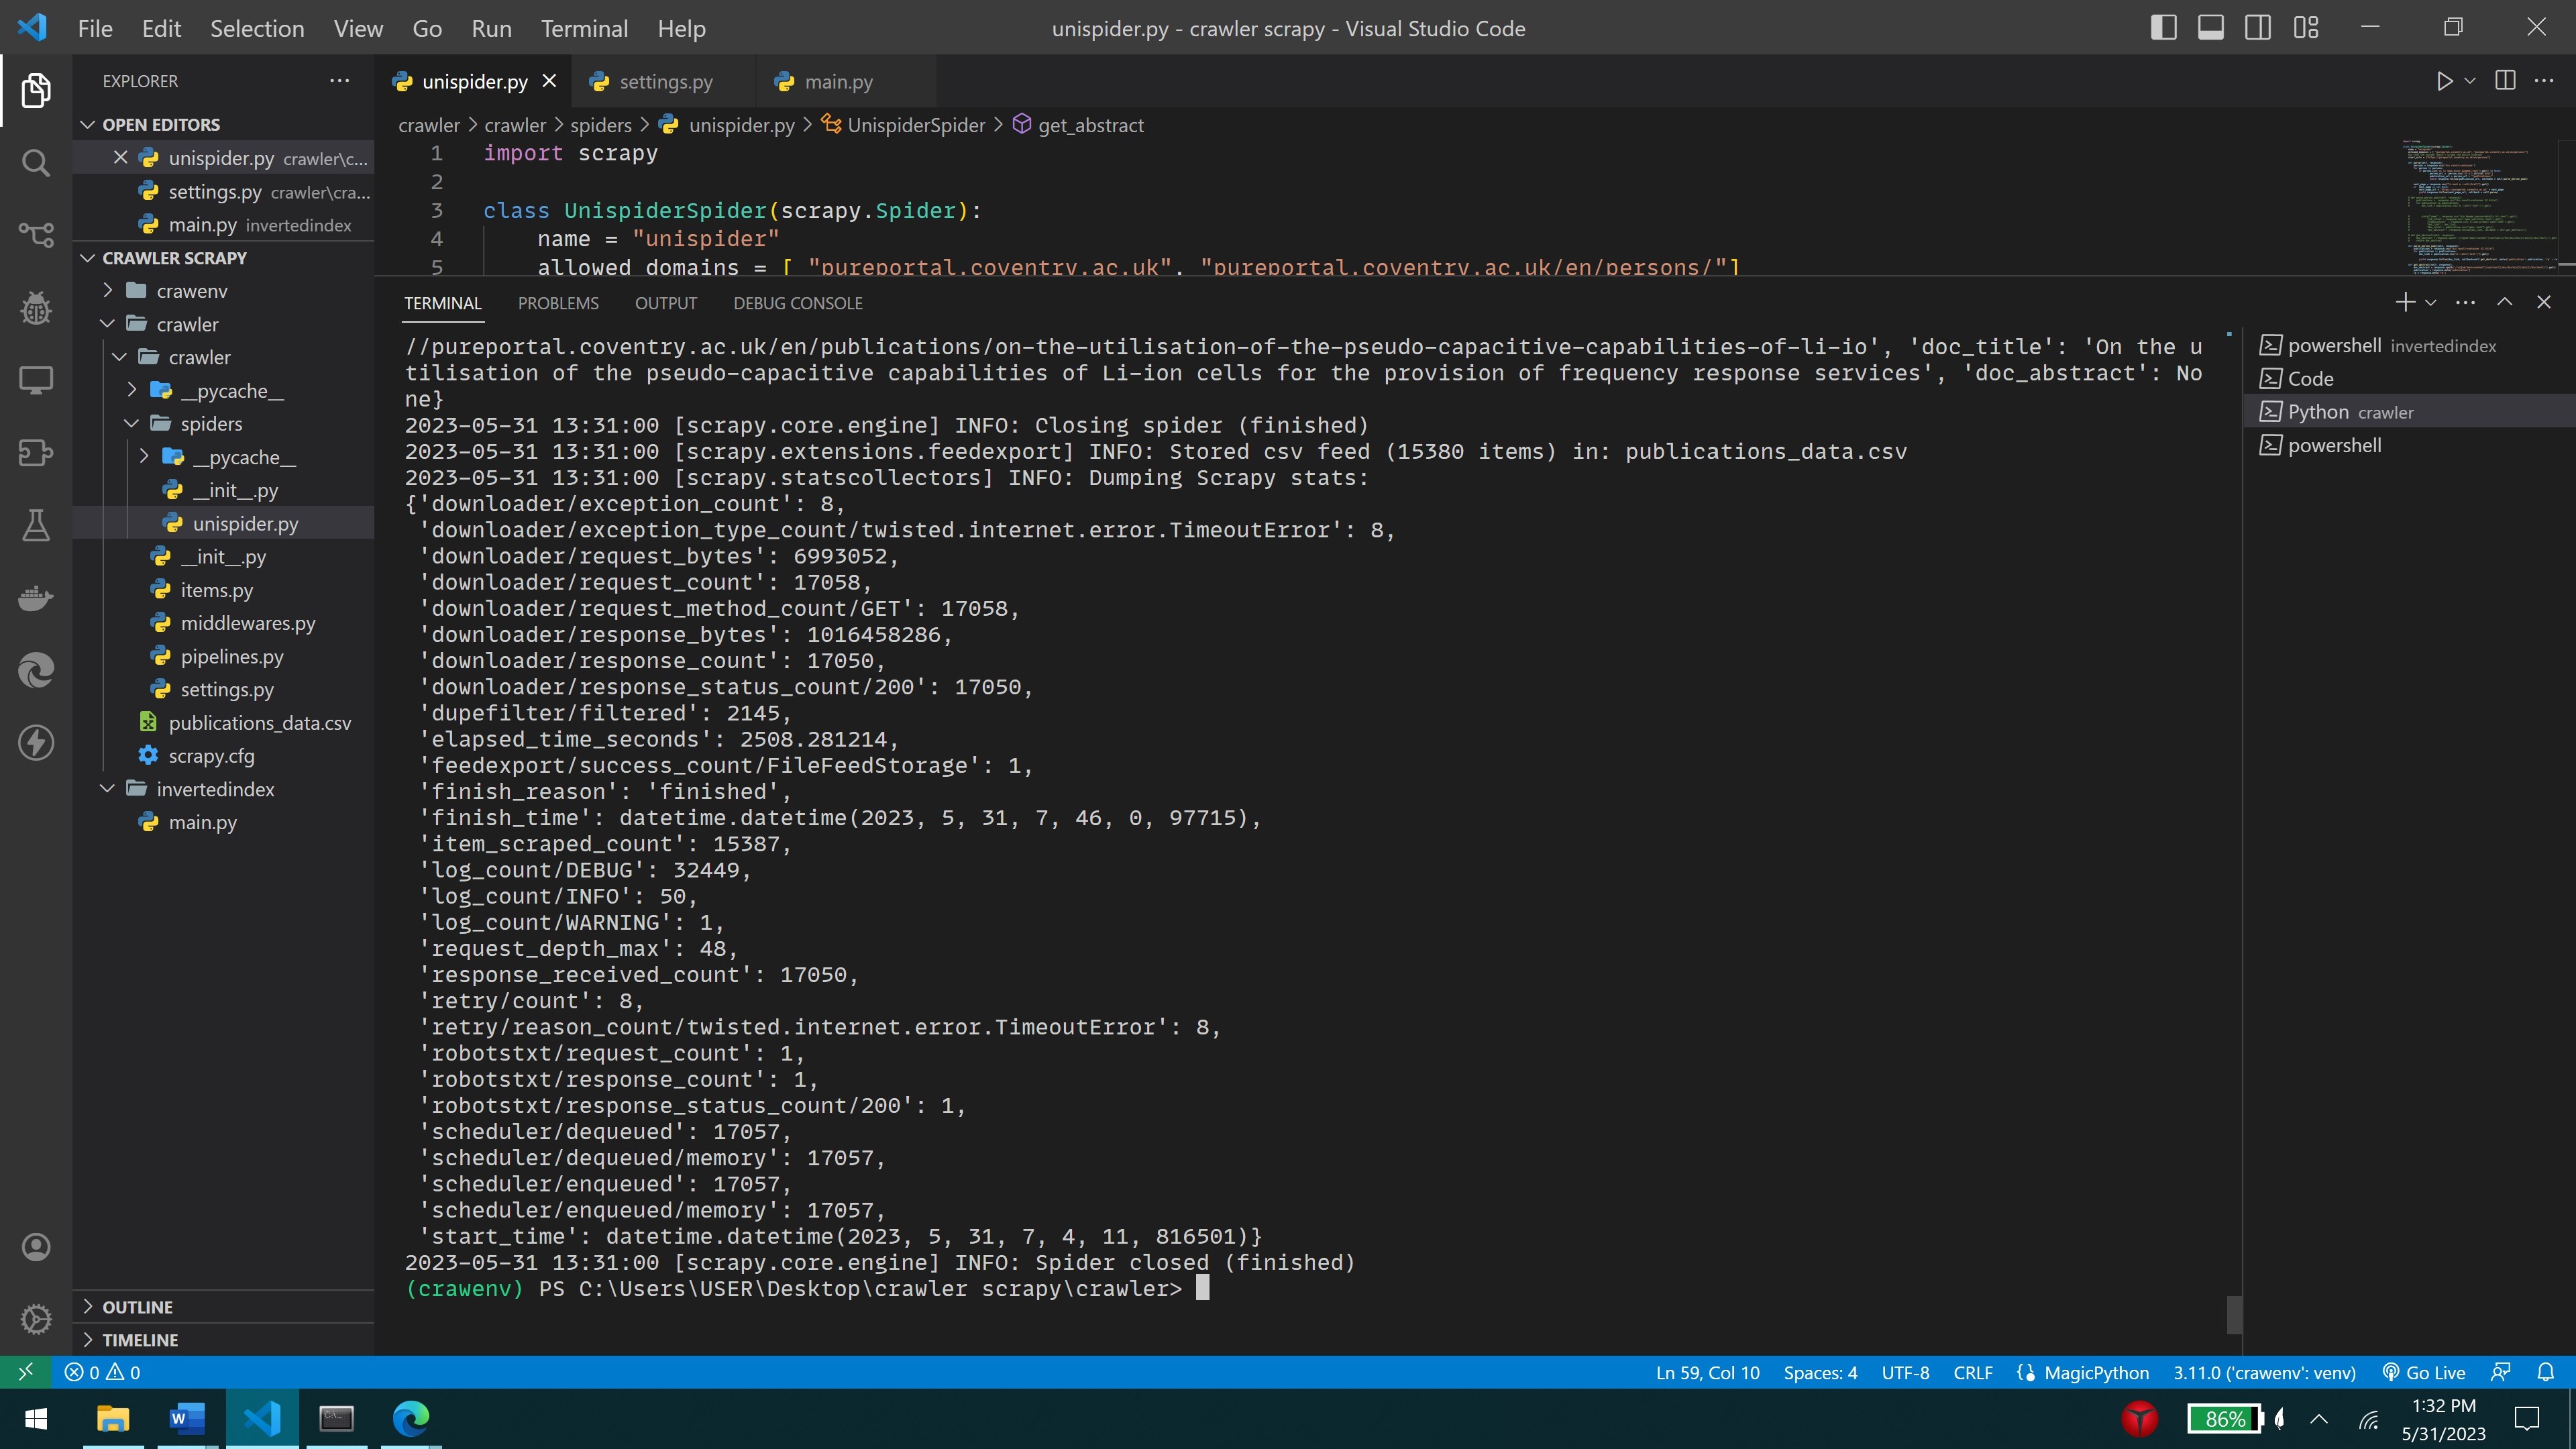 File Edit Selection View Go Run Terminal Help
unispider.py - crawler scrapy - Visual Studio Code
EXPLORER
OPEN EDITORS
unispider.py crawler\c...
settings.py crawler\cra...
main.py invertedindex
CRAWLER SCRAPY
crawenv
crawler
crawler
__pycache__
spiders
__pycache__
__init__.py
unispider.py
__init__.py
items.py
middlewares.py
pipelines.py
settings.py
publications_data.csv
scrapy.cfg
invertedindex
main.py
OUTLINE
TIMELINE
unispider.py settings.py main.py
crawler > crawler > spiders > unispider.py > UnispiderSpider > get_abstract
1 import scrapy
2
3 class UnispiderSpider(scrapy.Spider):
4 name = "unispider"
5 allowed_domains = [ "pureportal.coventry.ac.uk", "pureportal.coventry.ac.uk/en/persons/"]
TERMINAL PROBLEMS OUTPUT DEBUG CONSOLE
//pureportal.coventry.ac.uk/en/publications/on-the-utilisation-of-the-pseudo-capacitive-capabilities-of-li-io', 'doc_title': 'On the u
tilisation of the pseudo-capacitive capabilities of Li-ion cells for the provision of frequency response services', 'doc_abstract': No
ne}
2023-05-31 13:31:00 [scrapy.core.engine] INFO: Closing spider (finished)
2023-05-31 13:31:00 [scrapy.extensions.feedexport] INFO: Stored csv feed (15380 items) in: publications_data.csv
2023-05-31 13:31:00 [scrapy.statscollectors] INFO: Dumping Scrapy stats:
{'downloader/exception_count': 8,
'downloader/exception_type_count/twisted.internet.error.TimeoutError': 8,
'downloader/request_bytes': 6993052,
'downloader/request_count': 17058,
'downloader/request_method_count/GET': 17058,
'downloader/response_bytes': 1016458286,
'downloader/response_count': 17050,
'downloader/response_status_count/200': 17050,
'dupefilter/filtered': 2145,
'elapsed_time_seconds': 2508.281214,
'feedexport/success_count/FileFeedStorage': 1,
'finish_reason': 'finished',
'finish_time': datetime.datetime(2023, 5, 31, 7, 46, 0, 97715),
'item_scraped_count': 15387,
'log_count/DEBUG': 32449,
'log_count/INFO': 50,
'log_count/WARNING': 1,
'request_depth_max': 48,
'response_received_count': 17050,
'retry/count': 8,
'retry/reason_count/twisted.internet.error.TimeoutError': 8,
'robotstxt/request_count': 1,
'robotstxt/response_count': 1,
'robotstxt/response_status_count/200': 1,
'scheduler/dequeued': 17057,
'scheduler/dequeued/memory': 17057,
'scheduler/enqueued': 17057,
'scheduler/enqueued/memory': 17057,
'start_time': datetime.datetime(2023, 5, 31, 7, 4, 11, 816501)}
2023-05-31 13:31:00 [scrapy.core.engine] INFO: Spider closed (finished)
(crawenv) PS C:\Users\USER\Desktop\crawler scrapy\crawler>
powershell invertedindex
Code
Python crawler
powershell
0 0
Ln 59, Col 10 Spaces: 4 UTF-8 CRLF MagicPython 3.11.0 ('crawenv': venv) Go Live
86%
1:32 PM
5/31/2023